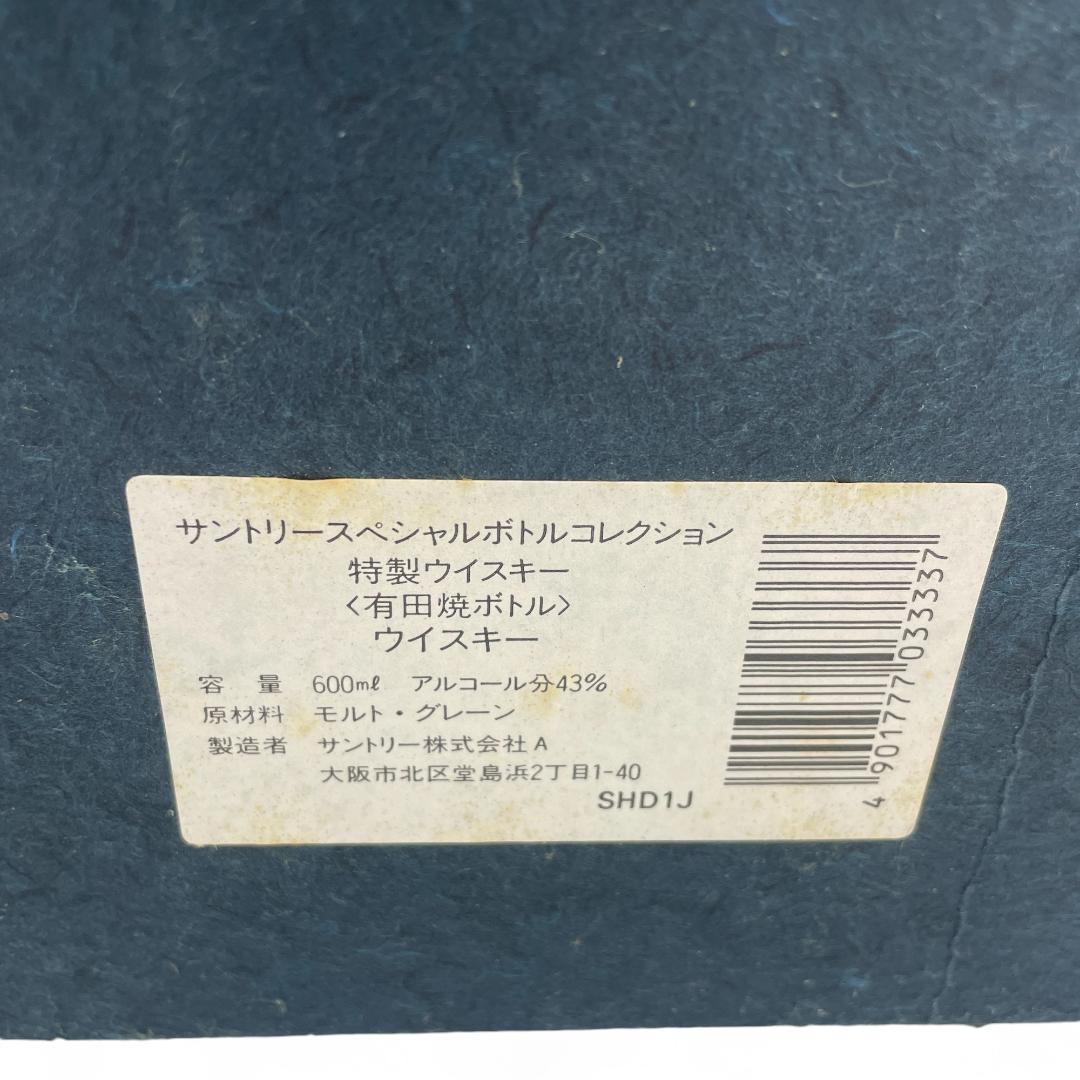 サントリースペシャルボトルコレクション
特製ウイスキー
〈有田焼ボトル〉
ウイスキー
容 量 600mℓ アルコール分43%
原材料 モルト・グレーン
製造者 サントリー株式会社 A
大阪市北区堂島浜2丁目1-40
SHD1J
4 901777 033337